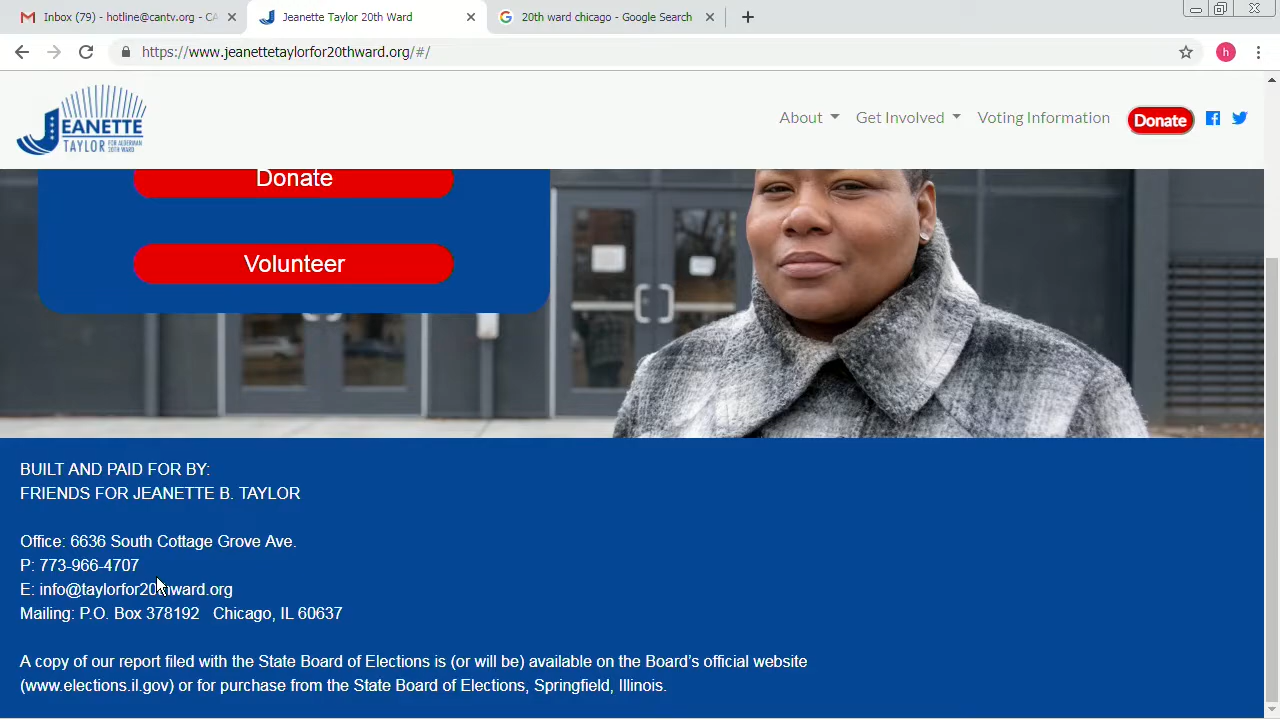 Inbox (79) - hotline@cantv.org - CA
Jeanette Taylor 20th Ward
20th ward chicago - Google Search
https://www.jeanettetaylorfor20thward.org/#/
h
JEANETTE
TAYLOR FOR ALDERMAN
20TH WARD
About
Get Involved
Voting Information
Donate
Donate
Volunteer
BUILT AND PAID FOR BY:
FRIENDS FOR JEANETTE B. TAYLOR
Office: 6636 South Cottage Grove Ave.
P: 773-966-4707
E: info@taylorfor20thward.org
Mailing: P.O. Box 378192 Chicago, IL 60637
A copy of our report filed with the State Board of Elections is (or will be) available on the Board's official website
(www.elections.il.gov) or for purchase from the State Board of Elections, Springfield, Illinois.